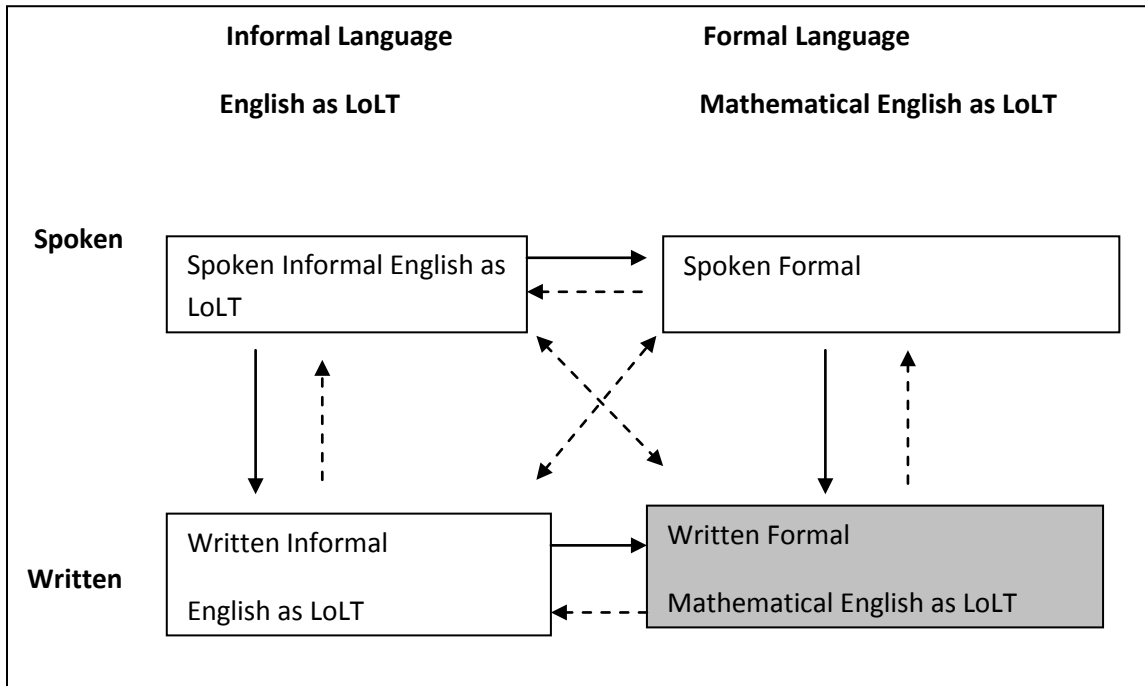 Informal Language
Formal Language
English as LoLT
Mathematical English as LoLT
Spoken
Spoken Informal English as
LoLT
Spoken Formal
Written
Written Informal
English as LoLT
Written Formal
Mathematical English as LoLT